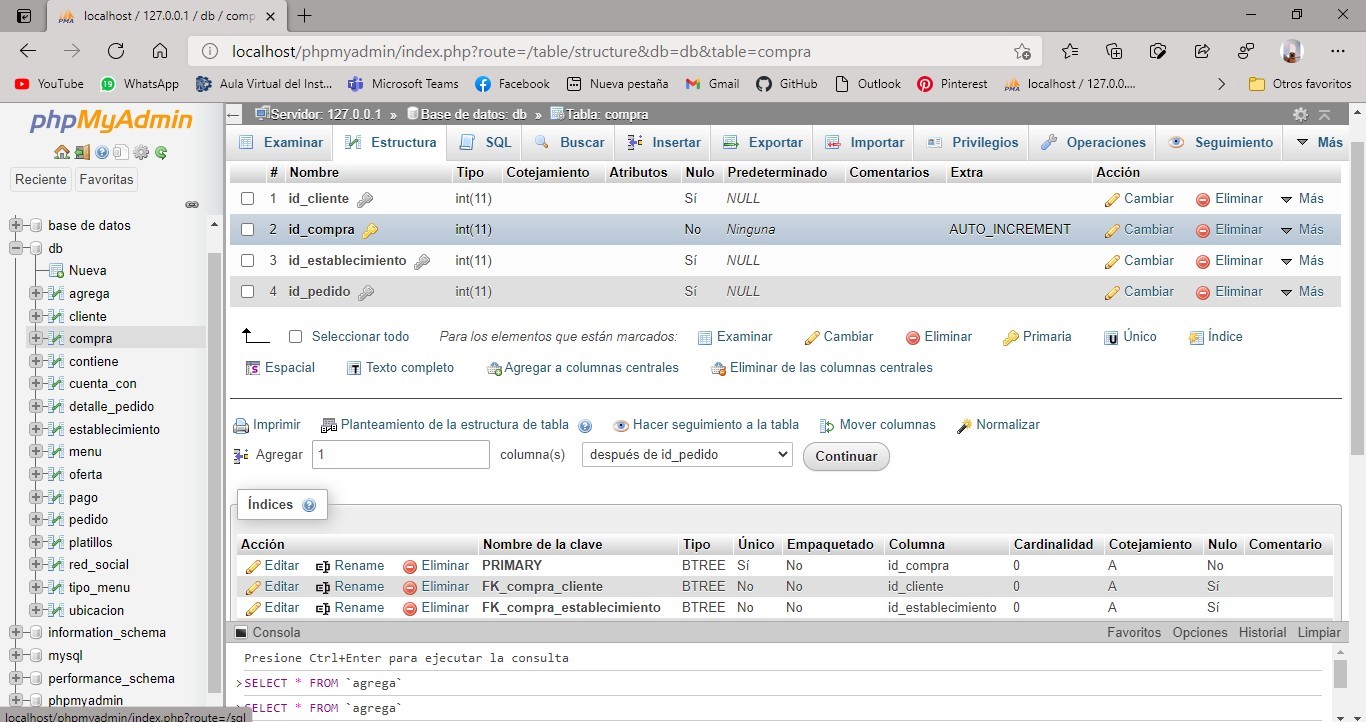 localhost / 127.0.0.1 / db / comp
localhost/phpmyadmin/index.php?route=/table/structure&db=db&table=compra
YouTube 19 WhatsApp Aula Virtual del Inst... Microsoft Teams Facebook Nueva pestaña Gmail GitHub Outlook Pinterest localhost / 127.0.0.... Otros favoritos
phpMyAdmin
Reciente Favoritas
base de datos
db
Nueva
agrega
cliente
compra
contiene
cuenta_con
detalle_pedido
establecimiento
menu
oferta
pago
pedido
platillos
red_social
tipo_menu
ubicacion
information_schema
mysql
performance_schema
phpmyadmin
localhost/phpmyadmin/index.php?route=/sql
Servidor: 127.0.0.1 » Base de datos: db » Tabla: compra
Examinar Estructura SQL Buscar Insertar Exportar Importar Privilegios Operaciones Seguimiento Más
# Nombre Tipo Cotejamiento Atributos Nulo Predeterminado Comentarios Extra Acción
1 id_cliente int(11) Sí NULL Cambiar Eliminar Más
2 id_compra int(11) No Ninguna AUTO_INCREMENT Cambiar Eliminar Más
3 id_establecimiento int(11) Sí NULL Cambiar Eliminar Más
4 id_pedido int(11) Sí NULL Cambiar Eliminar Más
Seleccionar todo Para los elementos que están marcados: Examinar Cambiar Eliminar Primaria Único Índice
Espacial Texto completo Agregar a columnas centrales Eliminar de las columnas centrales
Imprimir Planteamiento de la estructura de tabla Hacer seguimiento a la tabla Mover columnas Normalizar
Agregar 1 columna(s) después de id_pedido Continuar
Índices
Acción Nombre de la clave Tipo Único Empaquetado Columna Cardinalidad Cotejamiento Nulo Comentario
Editar Rename Eliminar PRIMARY BTREE Sí No id_compra 0 A No
Editar Rename Eliminar FK_compra_cliente BTREE No No id_cliente 0 A Sí
Editar Rename Eliminar FK_compra_establecimiento BTREE No No id_establecimiento 0 A Sí
Consola Favoritos Opciones Historial Limpiar
Presione Ctrl+Enter para ejecutar la consulta
>SELECT * FROM `agrega`
>SELECT * FROM `agrega`